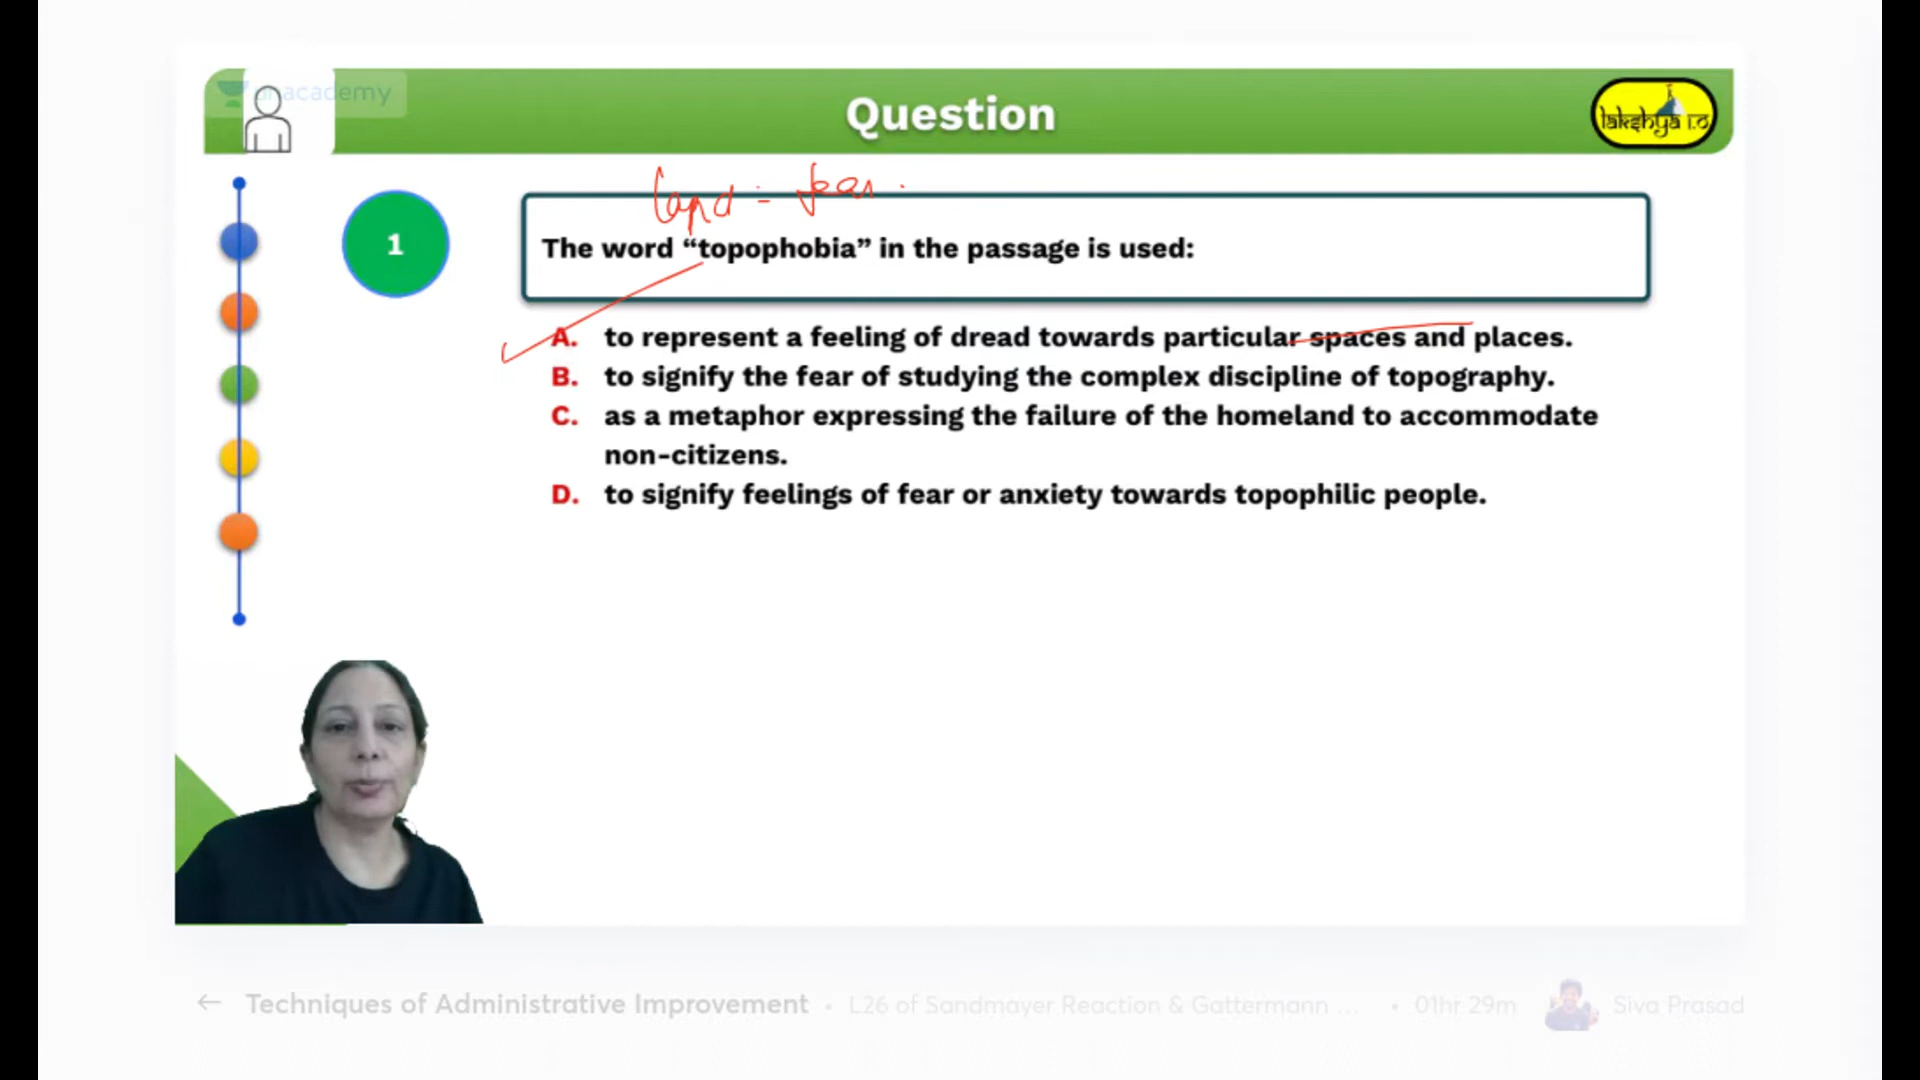 unacademy
Question
lakshya 1.0
Land = fear.
1
The word “topophobia” in the passage is used:
A. to represent a feeling of dread towards particular spaces and places.
B. to signify the fear of studying the complex discipline of topography.
C. as a metaphor expressing the failure of the homeland to accommodate
non-citizens.
D. to signify feelings of fear or anxiety towards topophilic people.
← Techniques of Administrative Improvement • L26 of Sandmayer Reaction & Gattermann ... • 01hr 29m Siva Prasad